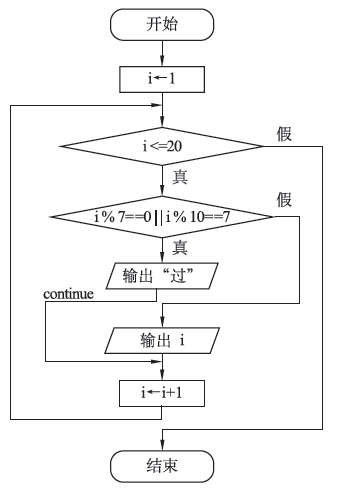 开始
i←1
i<=20
假
真
i%7==0||i%10==7
假
真
输出“过”
continue
输出 i
i←i+1
结束